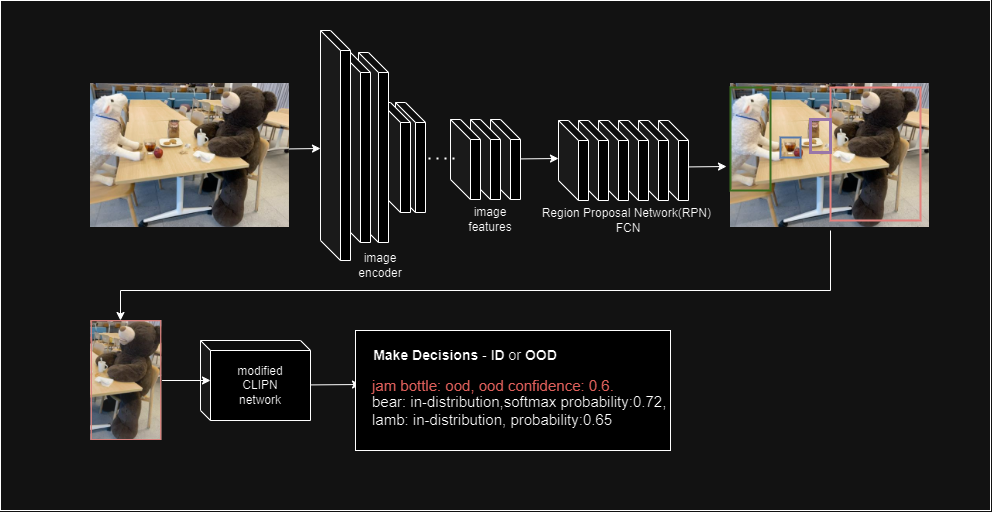 image
encoder
image
features
Region Proposal Network(RPN)
FCN
modified
CLIPN
network
Make Decisions - ID or OOD
jam bottle: ood, ood confidence: 0.6.
bear: in-distribution,softmax probability:0.72,
lamb: in-distribution, probability:0.65